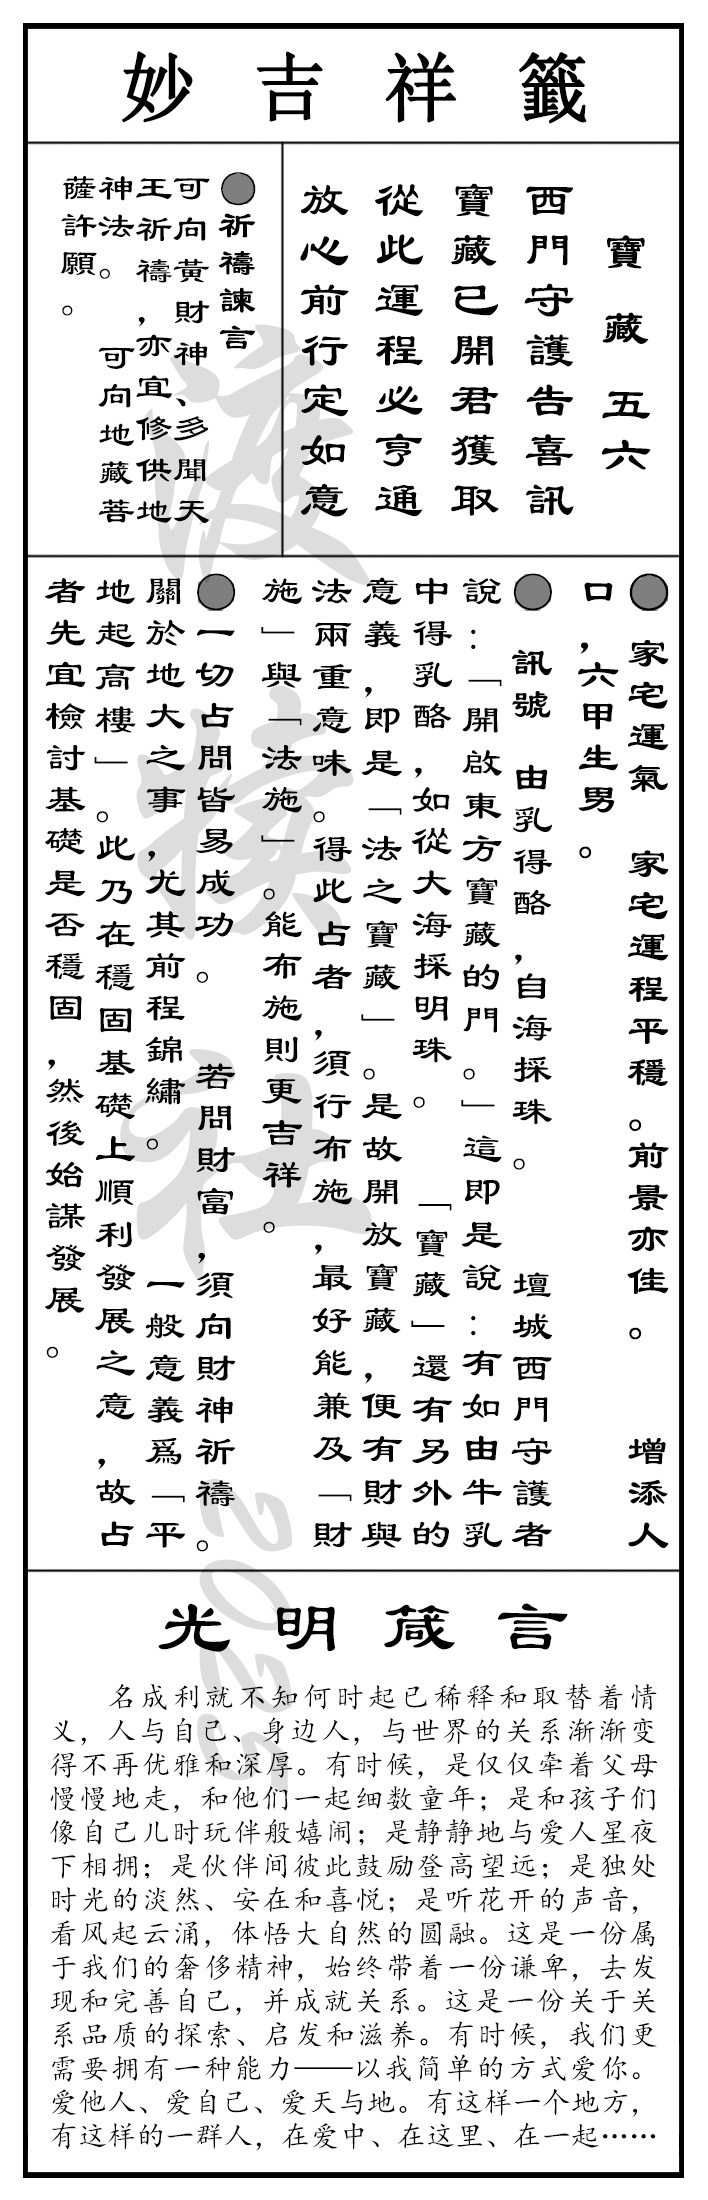 妙吉祥籤
寶藏 五六
西門守護告喜訊
寶藏已開君獲取
從此運程必亨通
放心前行定如意
●祈禱諫言
可向黃財神、多聞天
王祈禱，亦宜修供地
神法。 可向地藏菩
薩許願。
● 家宅運氣 家宅運程平穩。前景亦佳。 增添人
口，六甲生男。
● 訊號 由乳得酪，自海採珠。 壇城西門守護者
說：「開啟東方寶藏的門。」這即是說：有如由牛乳
中得乳酪，如從大海採明珠。 「寶藏」還有另外的
意義，即是「法之寶藏」。是故開放寶藏，便有財與
法兩重意味。得此占者，須行布施，最好能兼及「財
施」與「法施」。能布施則更吉祥。
●一切占問皆易成功。 若問財富，須向財神祈禱。
關於地大之事，尤其前程錦繡。 一般意義爲「平
地起高樓」。此乃在穩固基礎上順利發展之意，故占
者先宜檢討基礎是否穩固，然後始謀發展。
光明箴言
名成利就不知何时起已稀释和取替着情
义，人与自己、身边人，与世界的关系渐渐变
得不再优雅和深厚。有时候，是仅仅牵着父母
慢慢地走，和他们一起细数童年；是和孩子们
像自己儿时玩伴般嬉闹；是静静地与爱人星夜
下相拥；是伙伴间彼此鼓励登高望远；是独处
时光的淡然、安在和喜悦；是听花开的声音，
看风起云涌，体悟大自然的圆融。这是一份属
于我们的奢侈精神，始终带着一份谦卑，去发
现和完善自己，并成就关系。这是一份关于关
系品质的探索、启发和滋养。有时候，我们更
需要拥有一种能力——以我简单的方式爱你。
爱他人、爱自己、爱天与地。有这样一个地方，
有这样的一群人，在爱中、在这里、在一起……